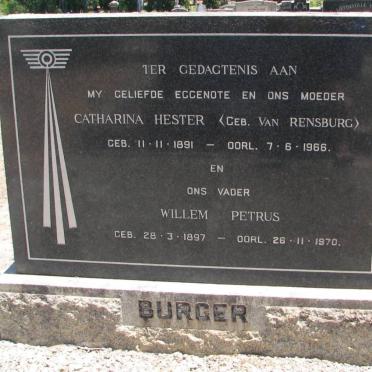 TER GEDAGTENIS AAN
MY GELIEFDE EGGENOTE EN ONS MOEDER
CATHARINA HESTER (GEB. VAN RENSBURG)
GEB. 11·11·1891 — OORL. 7·6·1966.
EN
ONS VADER
WILLEM PETRUS
GEB. 28·3·1897 — OORL. 26·11·1970.
BURGER